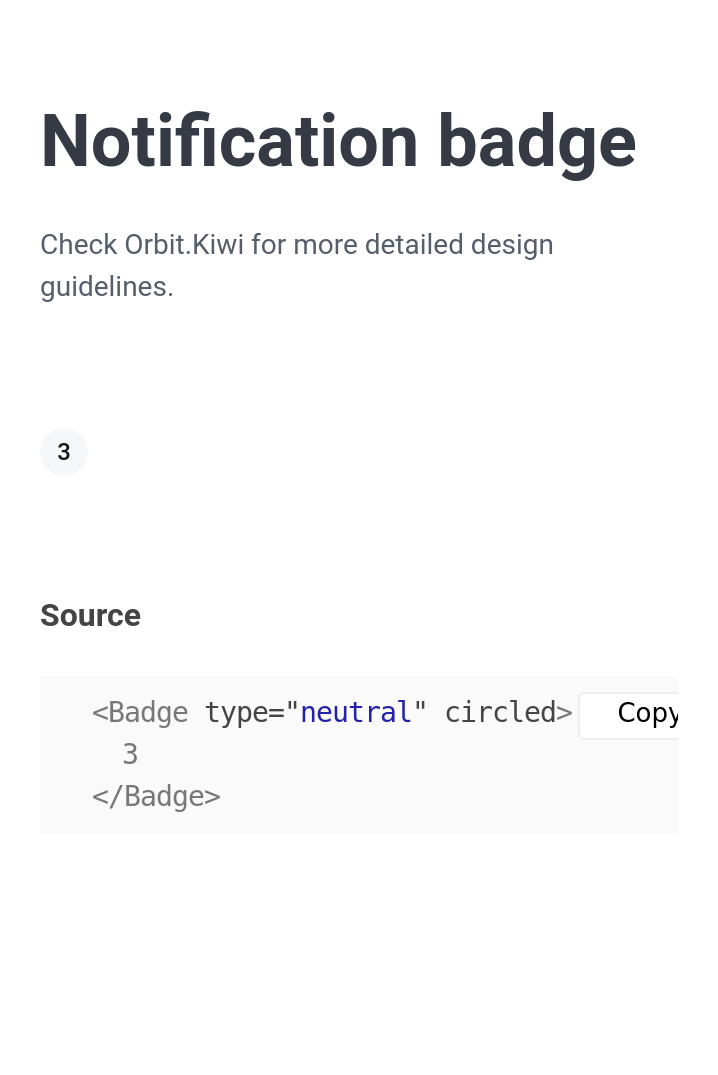 Notification badge
Check Orbit.Kiwi for more detailed design
guidelines.
3
Source
<Badge type="neutral" circled> Copy
3
</Badge>